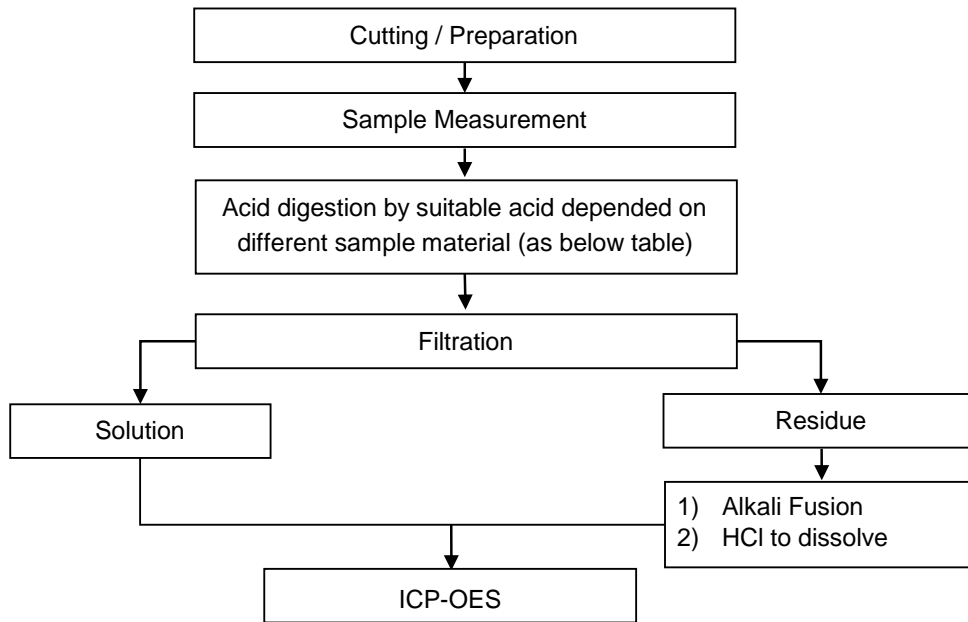 Cutting / Preparation
Sample Measurement
Acid digestion by suitable acid depended on
different sample material (as below table)
Filtration
Solution
Residue
1) Alkali Fusion
2) HCl to dissolve
ICP-OES